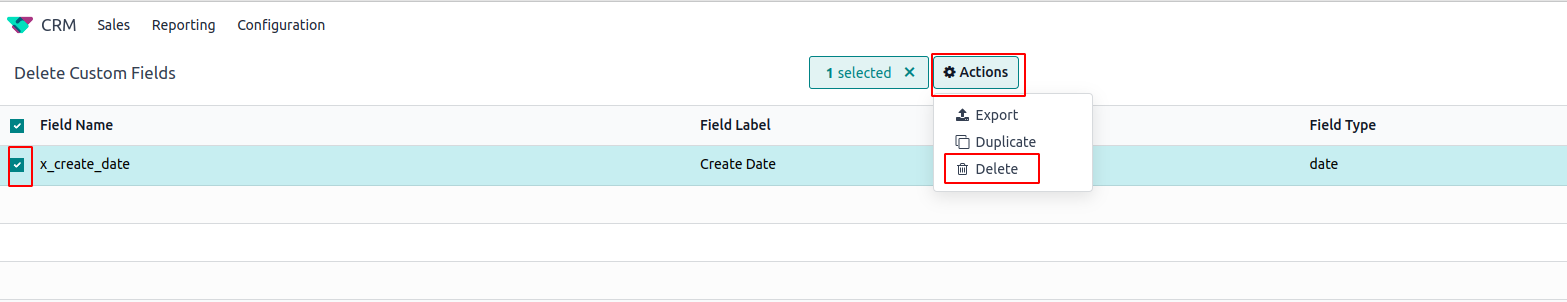 CRM Sales Reporting Configuration
Delete Custom Fields 1 selected × Actions
Export
Duplicate
Delete
Field Name Field Label Field Type
x_create_date Create Date date